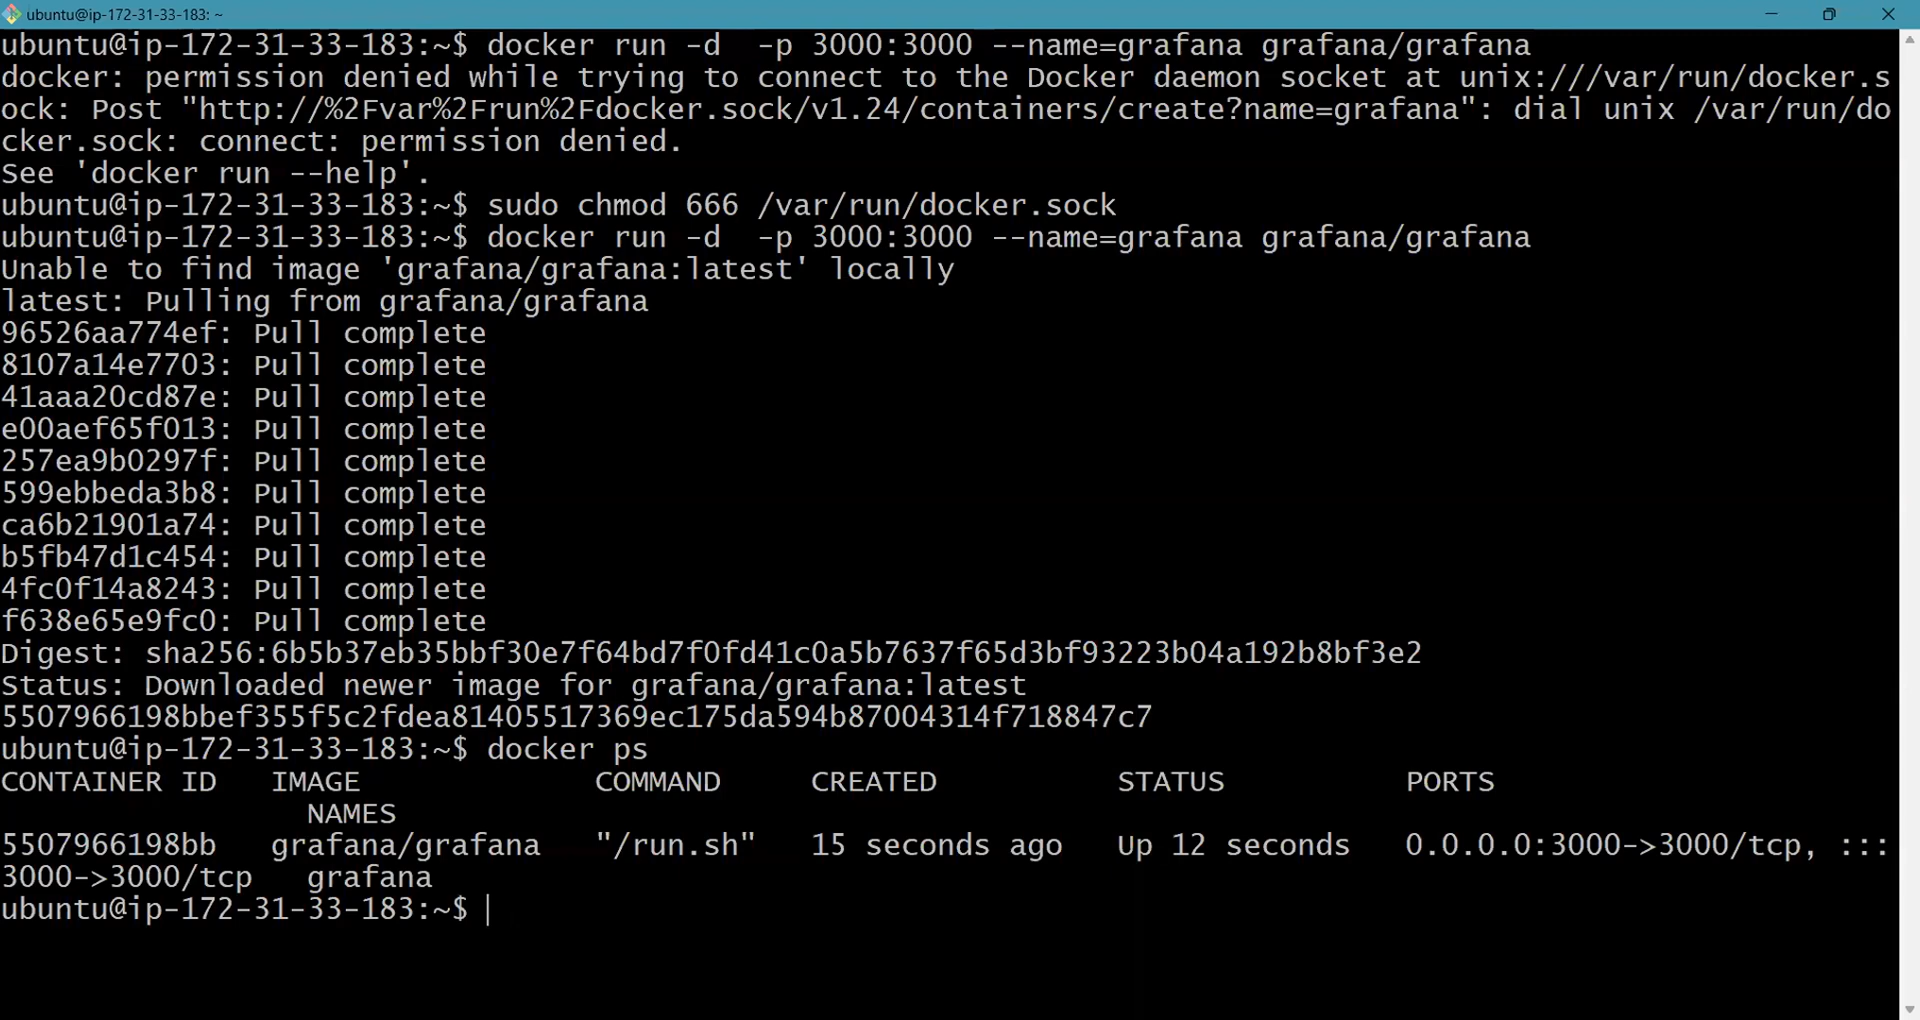 ubuntu@ip-172-31-33-183: ~
ubuntu@ip-172-31-33-183:~$ docker run -d  -p 3000:3000 --name=grafana grafana/grafana
docker: permission denied while trying to connect to the Docker daemon socket at unix:///var/run/docker.s
ock: Post "http://%2Fvar%2Frun%2Fdocker.sock/v1.24/containers/create?name=grafana": dial unix /var/run/do
cker.sock: connect: permission denied.
See 'docker run --help'.
ubuntu@ip-172-31-33-183:~$ sudo chmod 666 /var/run/docker.sock
ubuntu@ip-172-31-33-183:~$ docker run -d  -p 3000:3000 --name=grafana grafana/grafana
Unable to find image 'grafana/grafana:latest' locally
latest: Pulling from grafana/grafana
96526aa774ef: Pull complete
8107a14e7703: Pull complete
41aaa20cd87e: Pull complete
e00aef65f013: Pull complete
257ea9b0297f: Pull complete
599ebbeda3b8: Pull complete
ca6b21901a74: Pull complete
b5fb47d1c454: Pull complete
4fc0f14a8243: Pull complete
f638e65e9fc0: Pull complete
Digest: sha256:6b5b37eb35bbf30e7f64bd7f0fd41c0a5b7637f65d3bf93223b04a192b8bf3e2
Status: Downloaded newer image for grafana/grafana:latest
5507966198bbef355f5c2fdea81405517369ec175da594b87004314f718847c7
ubuntu@ip-172-31-33-183:~$ docker ps
CONTAINER ID   IMAGE             COMMAND     CREATED          STATUS          PORTS
                 NAMES
5507966198bb   grafana/grafana   "/run.sh"   15 seconds ago   Up 12 seconds   0.0.0.0:3000->3000/tcp, :::
3000->3000/tcp   grafana
ubuntu@ip-172-31-33-183:~$